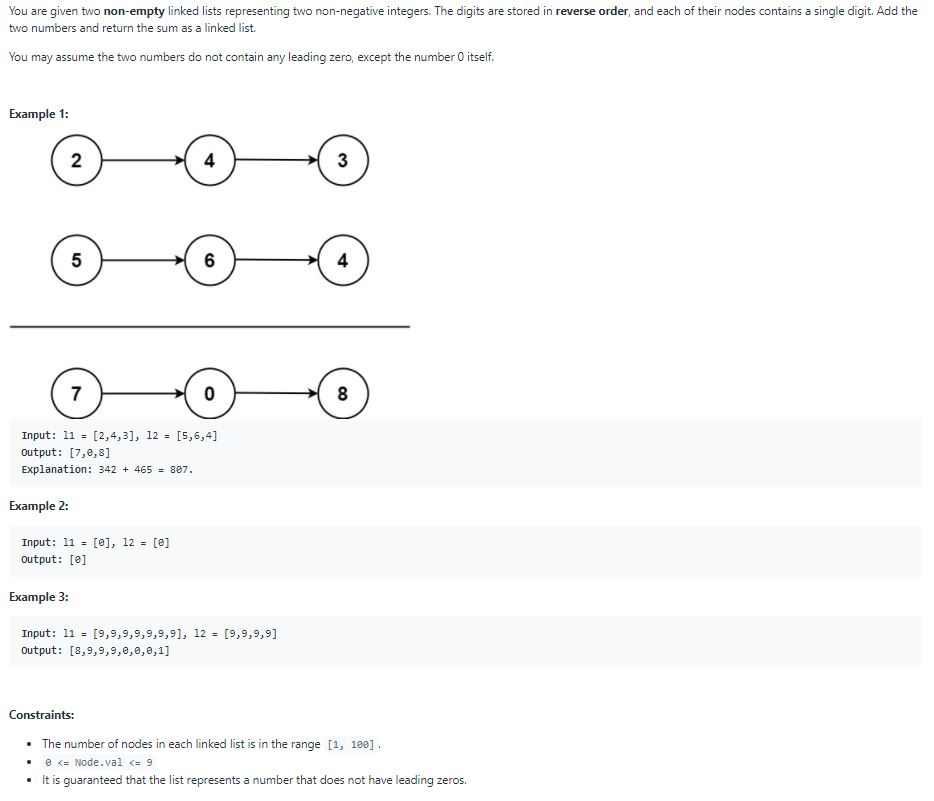 You are given two non-empty linked lists representing two non-negative integers. The digits are stored in reverse order, and each of their nodes contains a single digit. Add the
two numbers and return the sum as a linked list.
You may assume the two numbers do not contain any leading zero, except the number 0 itself.
Example 1:
2 4 3
5 6 4
7 0 8
Input: l1 = [2,4,3], l2 = [5,6,4]
Output: [7,0,8]
Explanation: 342 + 465 = 807.
Example 2:
Input: l1 = [0], l2 = [0]
Output: [0]
Example 3:
Input: l1 = [9,9,9,9,9,9,9], l2 = [9,9,9,9]
Output: [8,9,9,9,0,0,0,1]
Constraints:
• The number of nodes in each linked list is in the range [1, 100].
• 0 <= Node.val <= 9
• It is guaranteed that the list represents a number that does not have leading zeros.